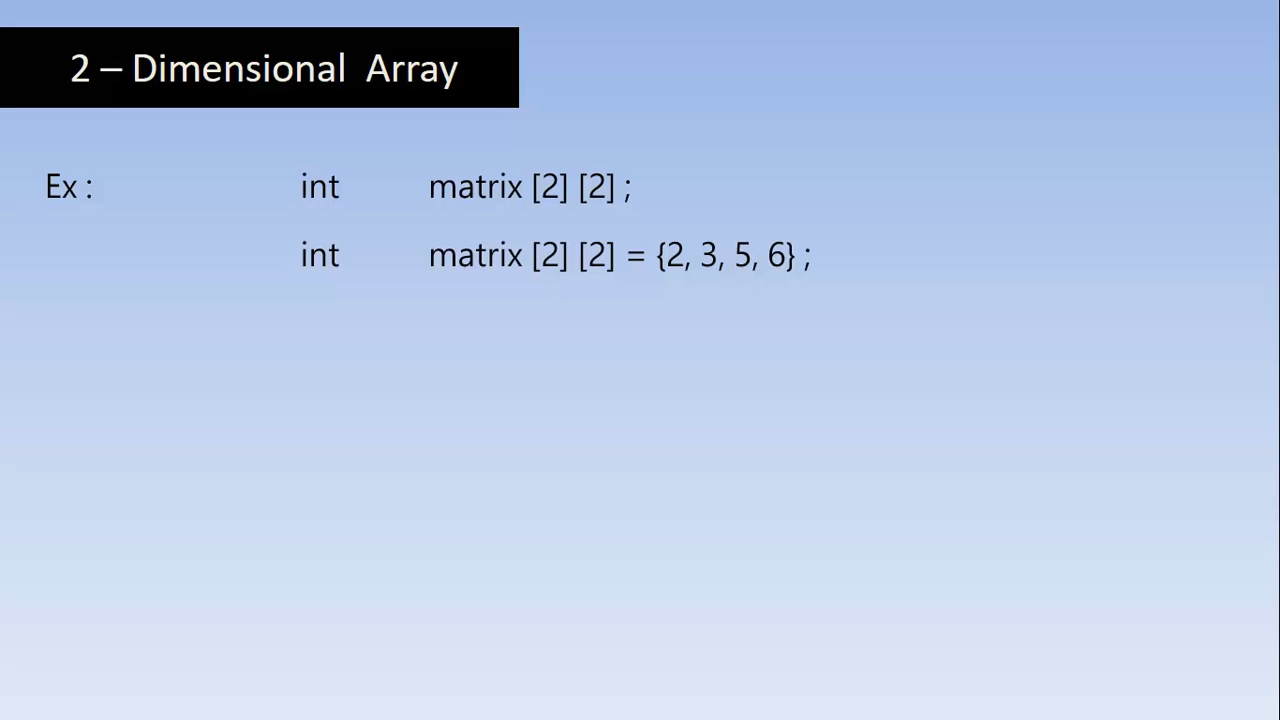 2 – Dimensional Array
Ex : int matrix [2] [2] ;
int matrix [2] [2] = {2, 3, 5, 6} ;